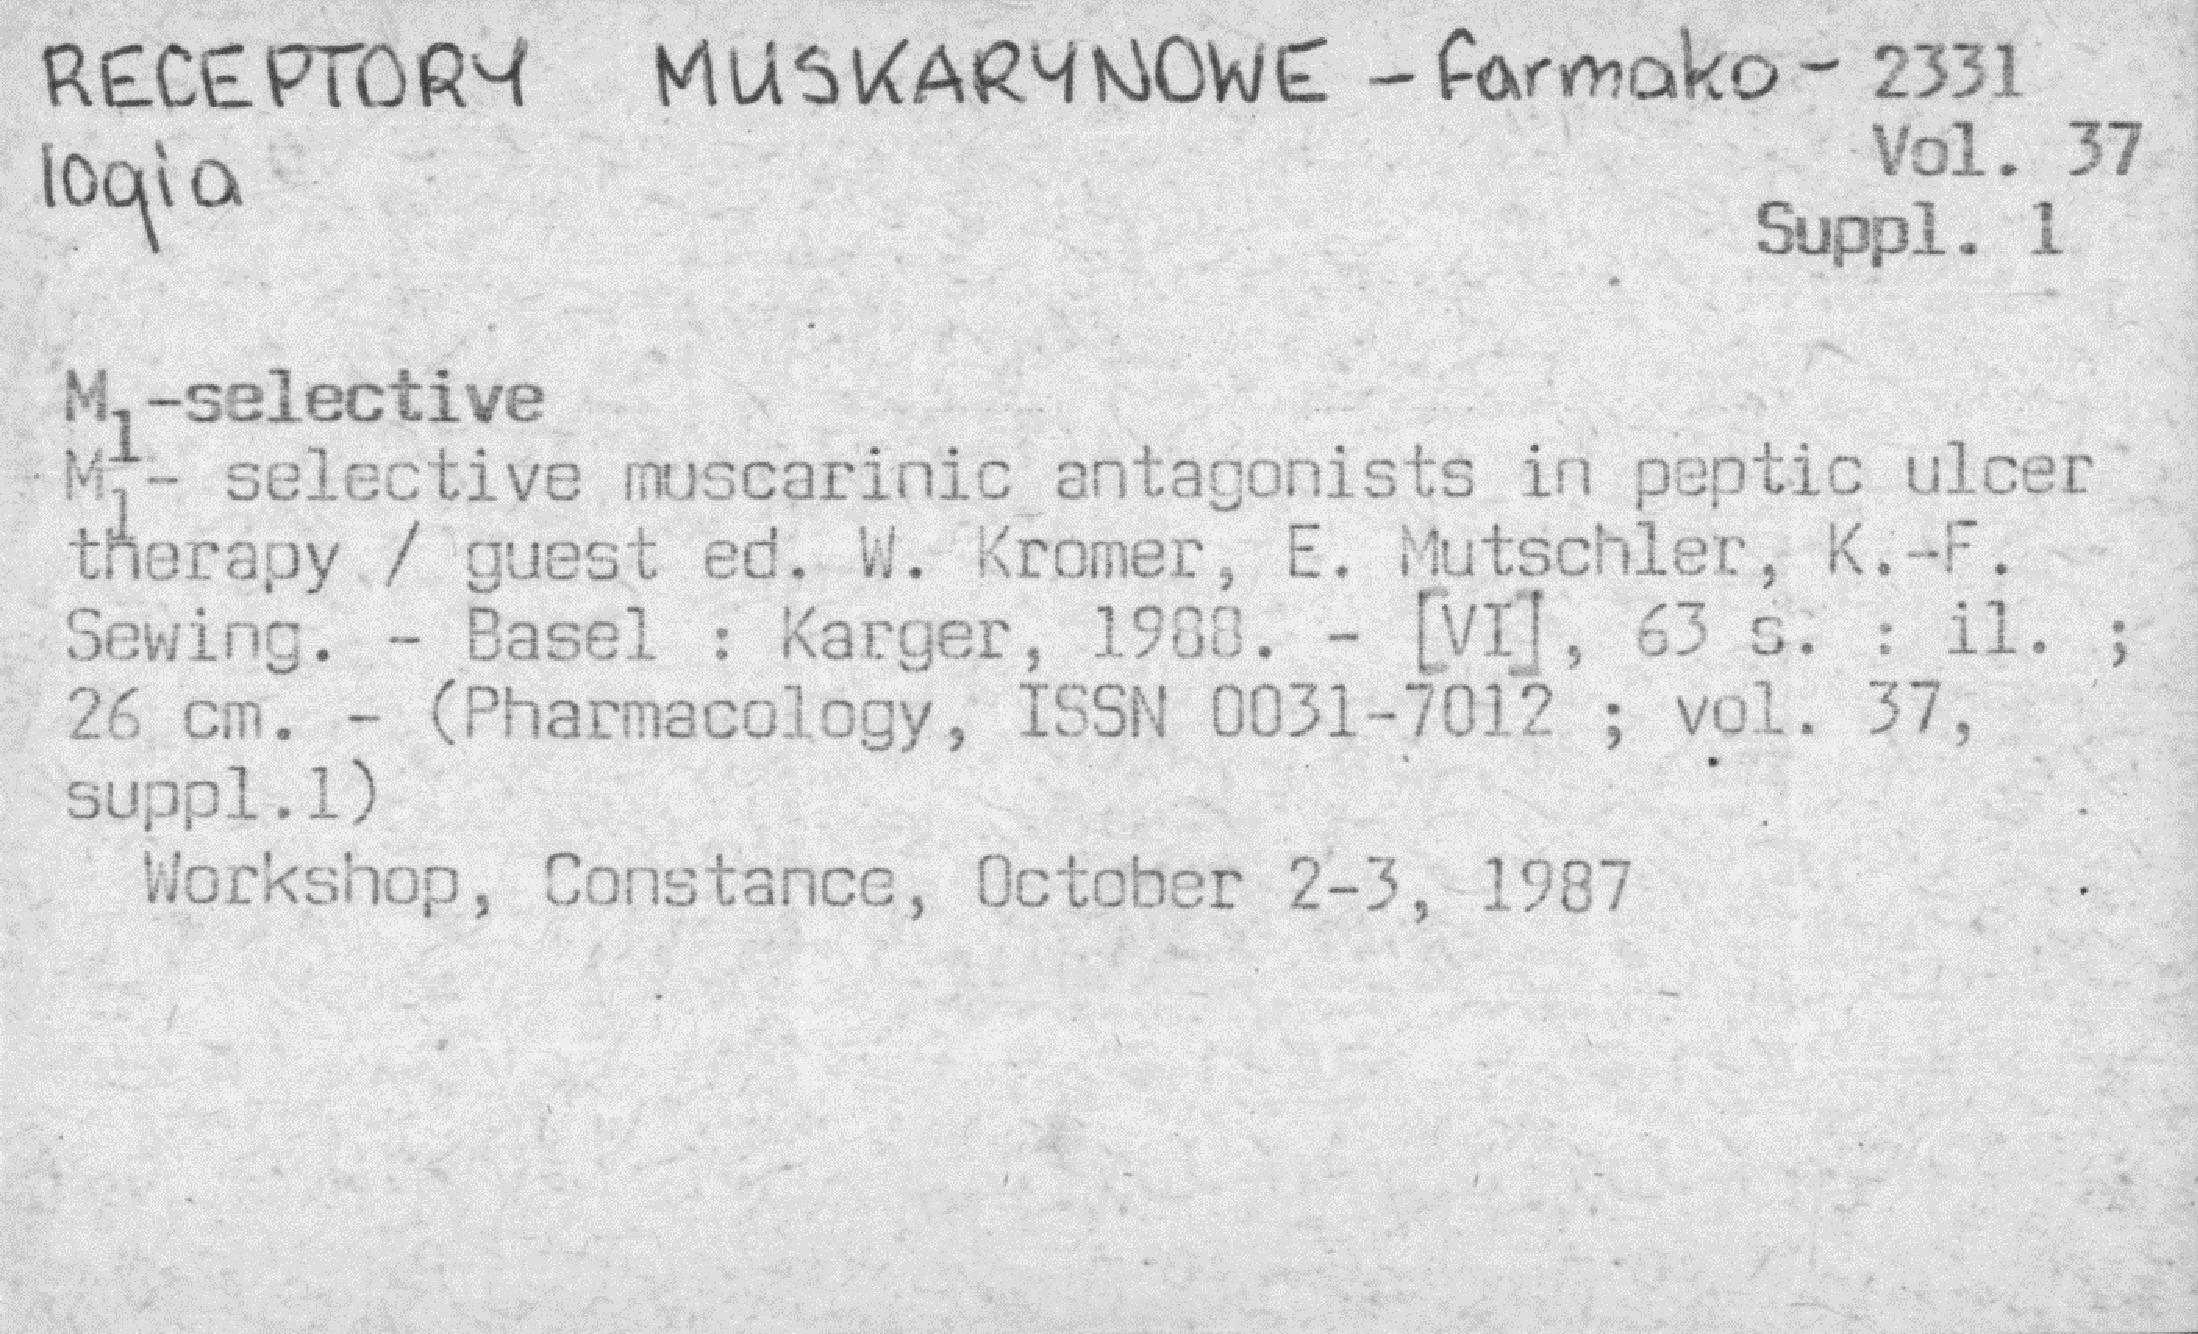 RECEPTORY MUSKARYNOWE - farmako- 2331
logia Vol. 37
Suppl. 1
M₁-selective
M₁- selective muscarinic antagonists in peptic ulcer
therapy / guest ed. W. Kromer, E. Mutschler, K.-F.
Sewing. - Basel : Karger, 1988. - [VI], 63 s. : il. ;
26 cm. - (Pharmacology, ISSN 0031-7012 ; vol. 37,
suppl.1)
Workshop, Constance, October 2-3, 1987